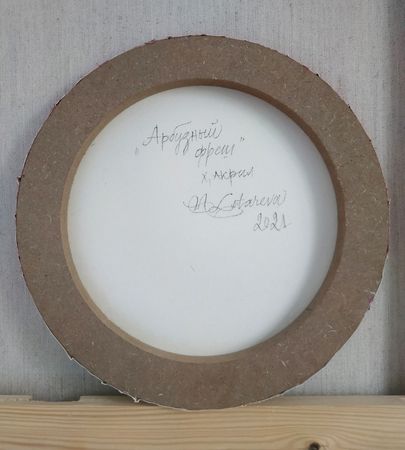 „Арбузный
фреш"
х, акрил
2021